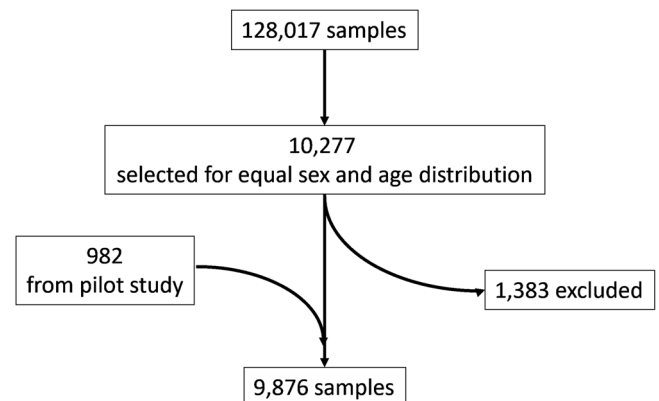 128,017 samples
10,277
selected for equal sex and age distribution
982
from pilot study
1,383 excluded
9,876 samples